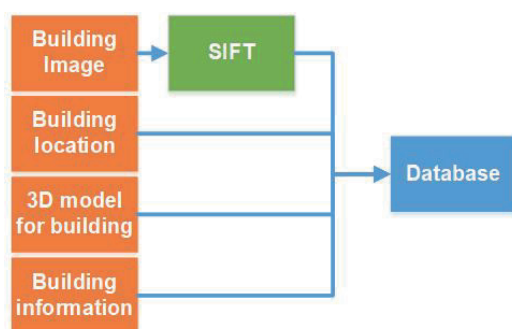 Building
Image
SIFT
Building
location
Database
3D model
for building
Building
information